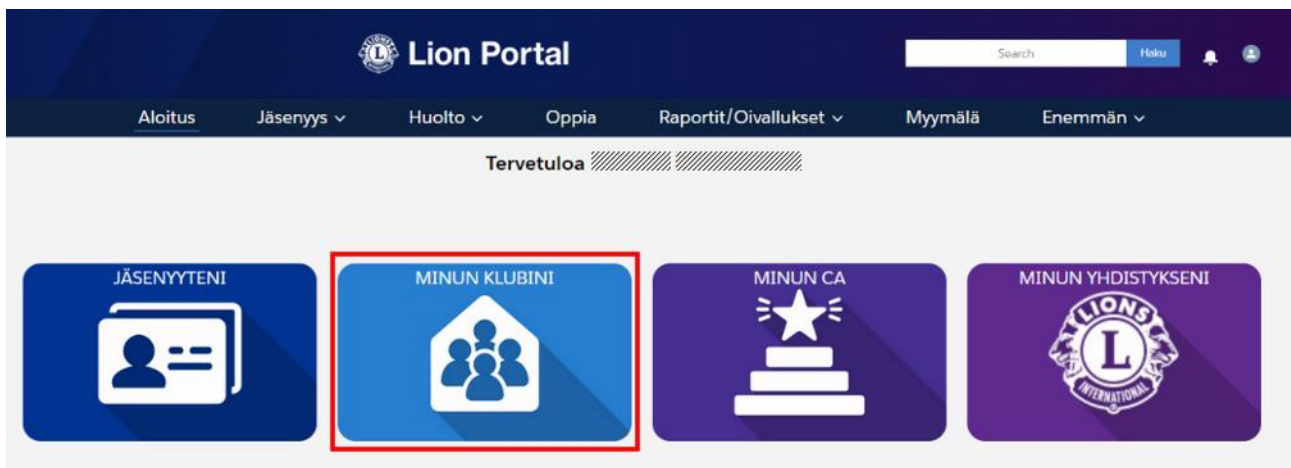 Lion Portal
Search Haku
Aloitus Jäsenyys Huolto Oppia Raportit/Oivallukset Myymälä Enemmän
Tervetuloa
JÄSENYYTENI MINUN KLUBINI MINUN CA MINUN YHDISTYKSENI
LIONS
L
INTERNATIONAL